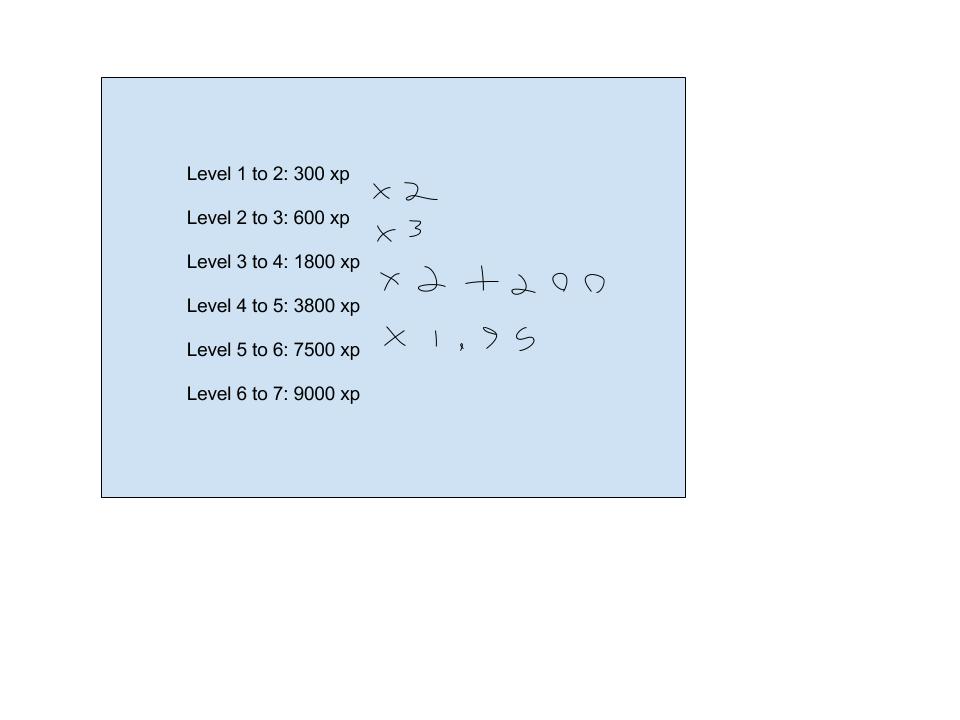 Level 1 to 2: 300 xp
x 2
Level 2 to 3: 600 xp
x 3
Level 3 to 4: 1800 xp
x 2 + 200
Level 4 to 5: 3800 xp
x 1.95
Level 5 to 6: 7500 xp
Level 6 to 7: 9000 xp